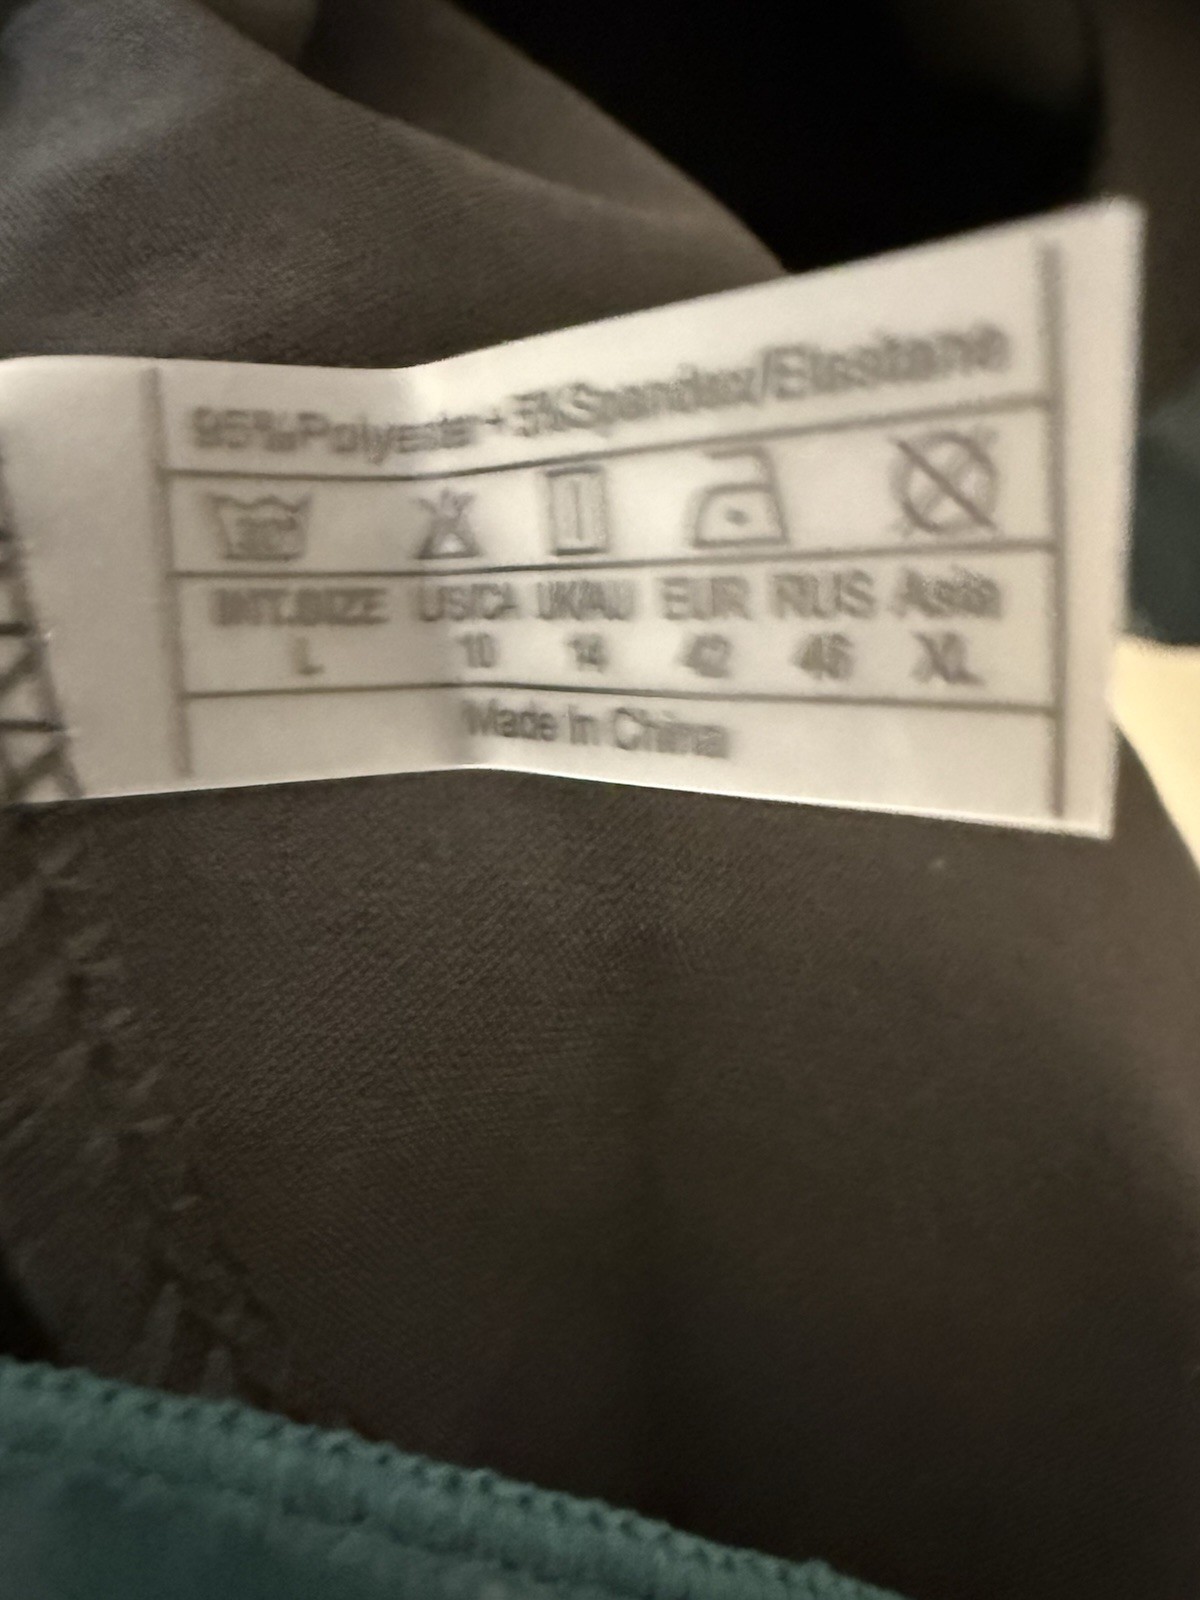 95%Polyester+5%Spandex/Elastane
30°
INT.SIZE US/CA UK/AU EUR RUS Asia
L 10 14 42 46 XL
Made in China